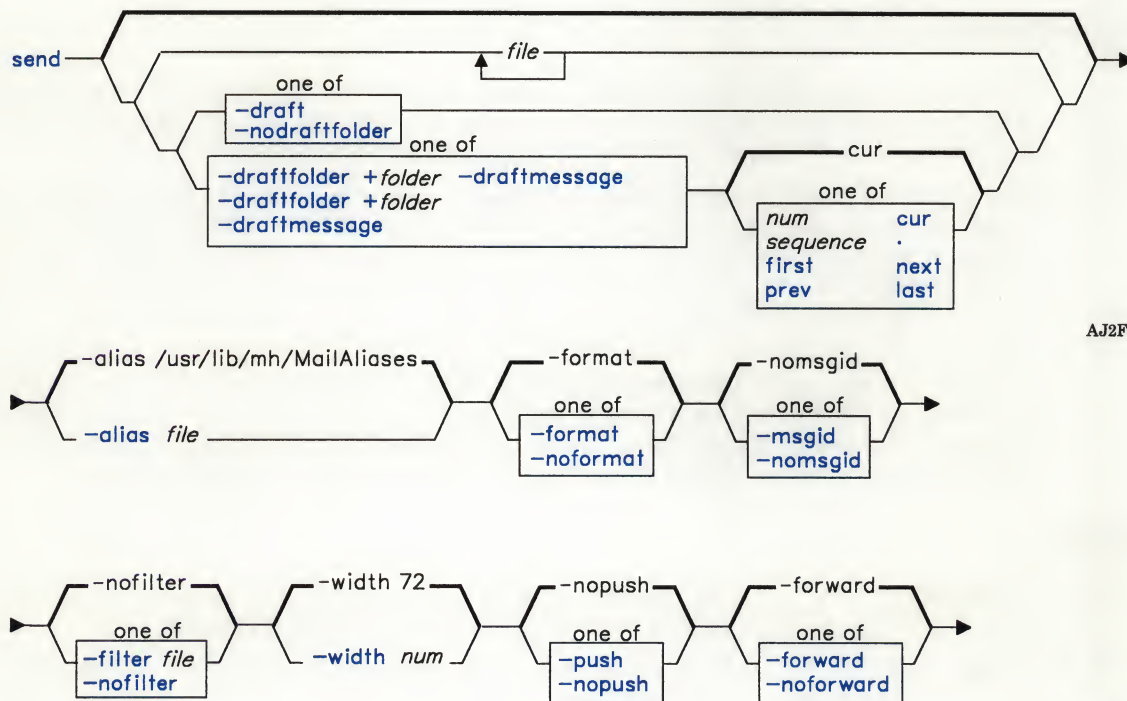 file
send
one of
−draft
−nodraftfolder
one of
−draftfolder +folder −draftmessage
−draftfolder +folder
−draftmessage
cur
one of
num cur
sequence .
first next
prev last
AJ2F
−alias /usr/lib/mh/MailAliases
−alias file
−format
one of
−format
−noformat
−nomsgid
one of
−msgid
−nomsgid
−nofilter
one of
−filter file
−nofilter
−width 72
−width num
−nopush
one of
−push
−nopush
−forward
one of
−forward
−noforward